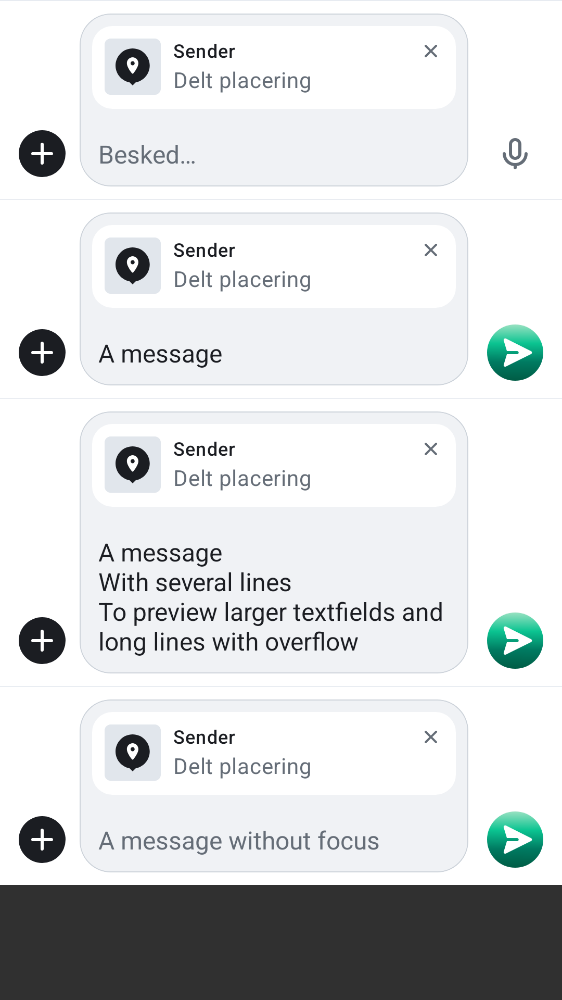 Sender
Delt placering
Besked…
Sender
Delt placering
A message
Sender
Delt placering
A message
With several lines
To preview larger textfields and
long lines with overflow
Sender
Delt placering
A message without focus